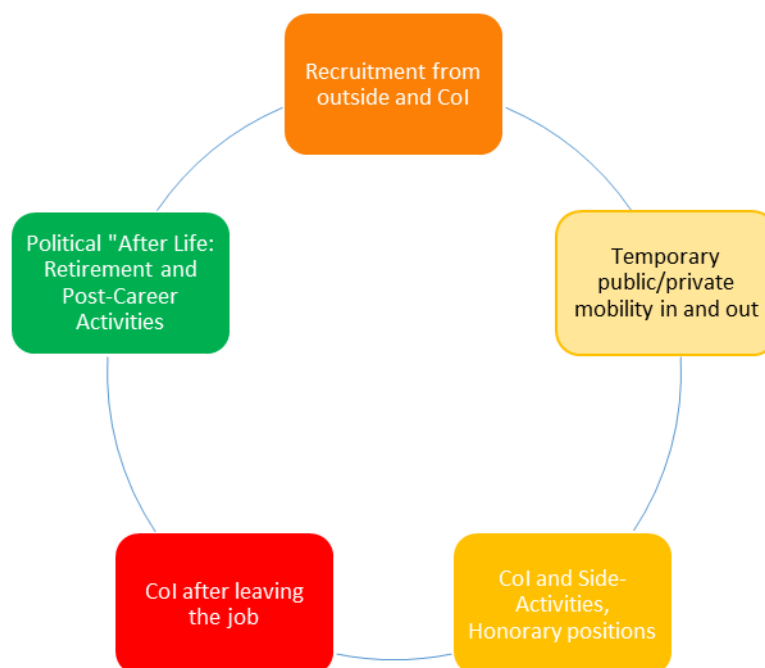 Recruitment from
outside and CoI
Temporary
public/private
mobility in and out
CoI and Side-
Activities,
Honorary positions
CoI after leaving
the job
Political "After Life:
Retirement and
Post-Career
Activities